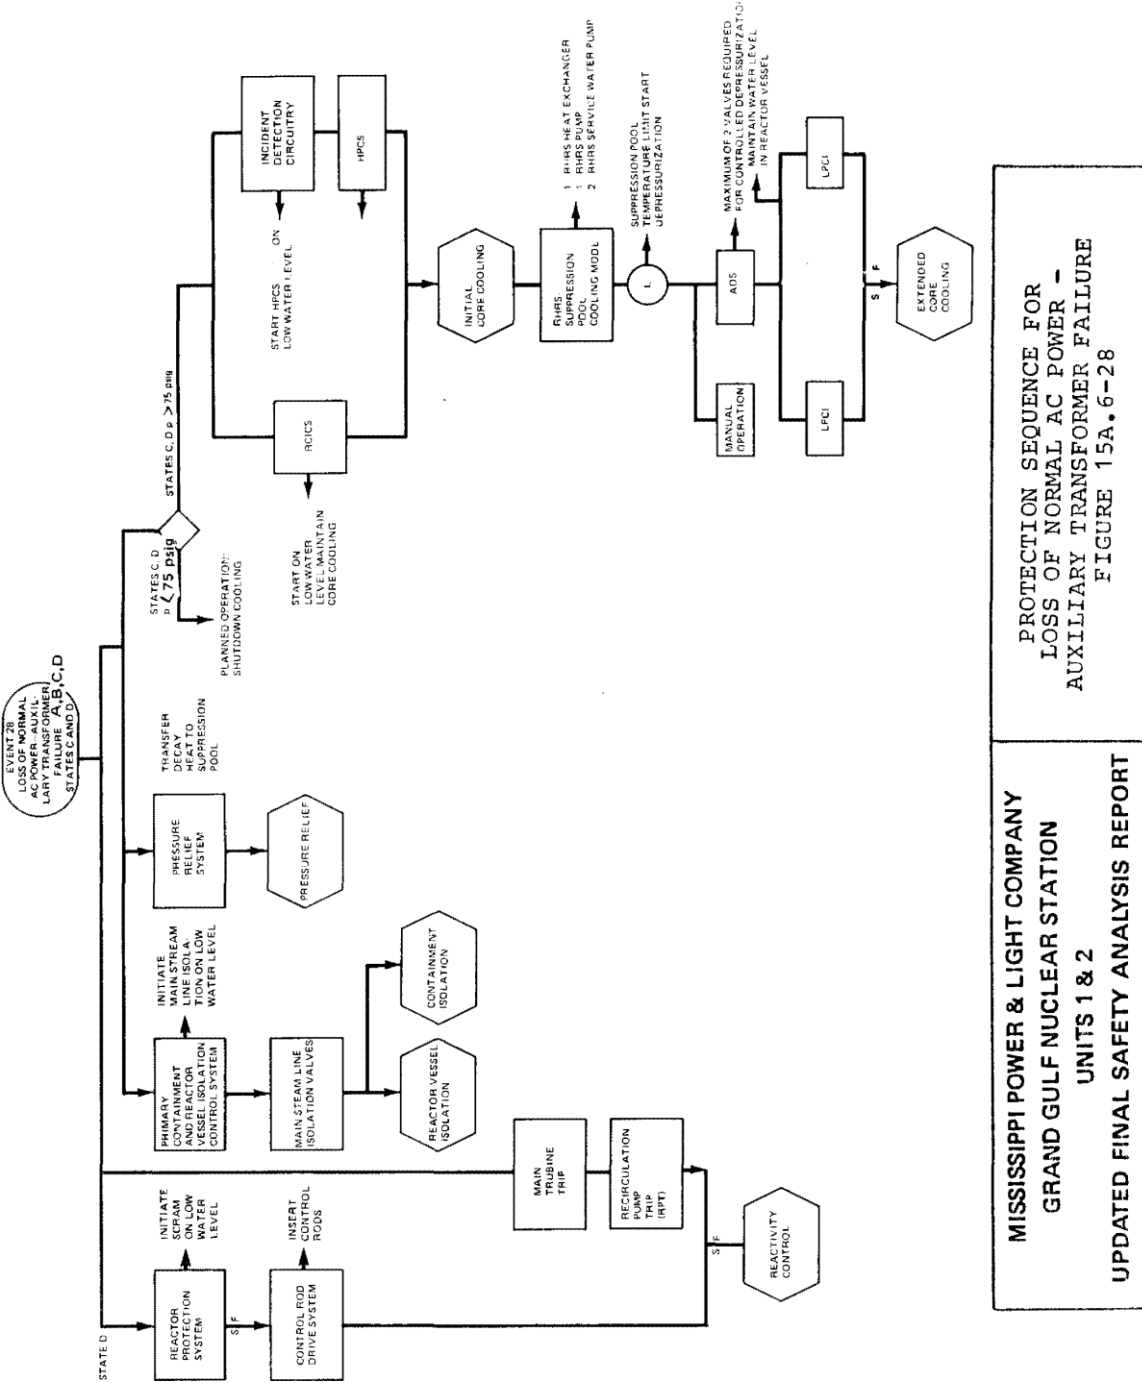 EVENT 28
LOSS OF NORMAL
AC POWER-AUXIL-
LARY TRANSFORMER
FAILURE A,B,C,D
STATES C AND D
STATE D
REACTOR
PROTECTION
SYSTEM
INITIATE
SCRAM
ON LOW
WATER
LEVEL
S F
CONTROL ROD
DRIVE SYSTEM
INSERT
CONTROL
RODS
MAIN
TRUBINE
TRIP
RECIRCULATION
PUMP
TRIP
(RPT)
S F
REACTIVITY
CONTROL
PRIMARY
CONTAINMENT
AND REACTOR
VESSEL ISOLATION
CONTROL SYSTEM
INITIATE
MAIN STREAM
LINE ISOLA-
TION ON LOW
WATER LEVEL
MAIN STEAM LINE
ISOLATION VALVES
REACTOR VESSEL
ISOLATION
CONTAINMENT
ISOLATION
PRESSURE
RELIEF
SYSTEM
TRANSFER
DECAY
HEAT TO
SUPPRESSION
POOL
PRESSURE RELIEF
STATES C, D
P < 75 psig
PLANNED OPERATION:
SHUTDOWN COOLING
STATES C, D p > 75 psig
RCICS
START ON
LOW WATER
LEVEL MAINTAIN
CORE COOLING
INCIDENT
DETECTION
CIRCUITRY
START HPCS ON
LOW WATER LEVEL
HPCS
INITIAL
CORE COOLING
RHRS-
SUPPRESSION
POOL
COOLING MODE
1 RHRS HEAT EXCHANGER
1 RHRS PUMP
2 RHRS SERVICE WATER PUMP
L
SUPPRESSION POOL
TEMPERATURE LIMIT START
DEPRESSURIZATION
MANUAL
OPERATION
ADS
MAXIMUM OF 2 VALVES REQUIRED
FOR CONTROLLED DEPRESSURIZATION
MAINTAIN WATER LEVEL
IN REACTOR VESSEL
LPCI
LPCI
S F
EXTENDED
CORE
COOLING
MISSISSIPPI POWER & LIGHT COMPANY
GRAND GULF NUCLEAR STATION
UNITS 1 & 2
UPDATED FINAL SAFETY ANALYSIS REPORT
PROTECTION SEQUENCE FOR
LOSS OF NORMAL AC POWER -
AUXILIARY TRANSFORMER FAILURE
FIGURE 15A.6-28